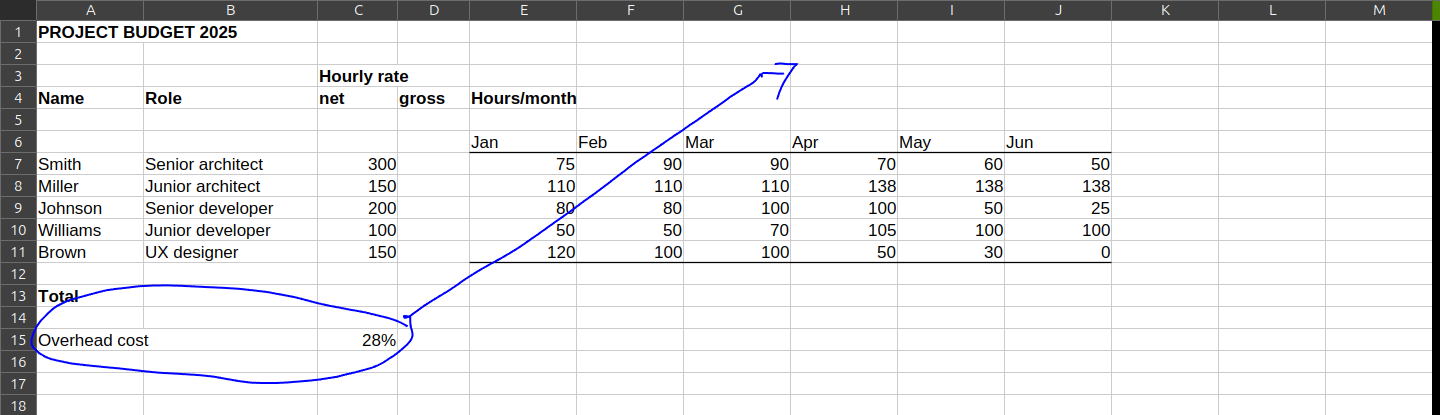 A B C D E F G H I J K L M
1 PROJECT BUDGET 2025
2
3 Hourly rate
4 Name Role net gross Hours/month
5
6 Jan Feb Mar Apr May Jun
7 Smith Senior architect 300 75 90 90 70 60 50
8 Miller Junior architect 150 110 110 110 138 138 138
9 Johnson Senior developer 200 80 80 100 100 50 25
10 Williams Junior developer 100 50 50 70 105 100 100
11 Brown UX designer 150 120 100 100 50 30 0
12
13 Total
14
15 Overhead cost 28%
16
17
18